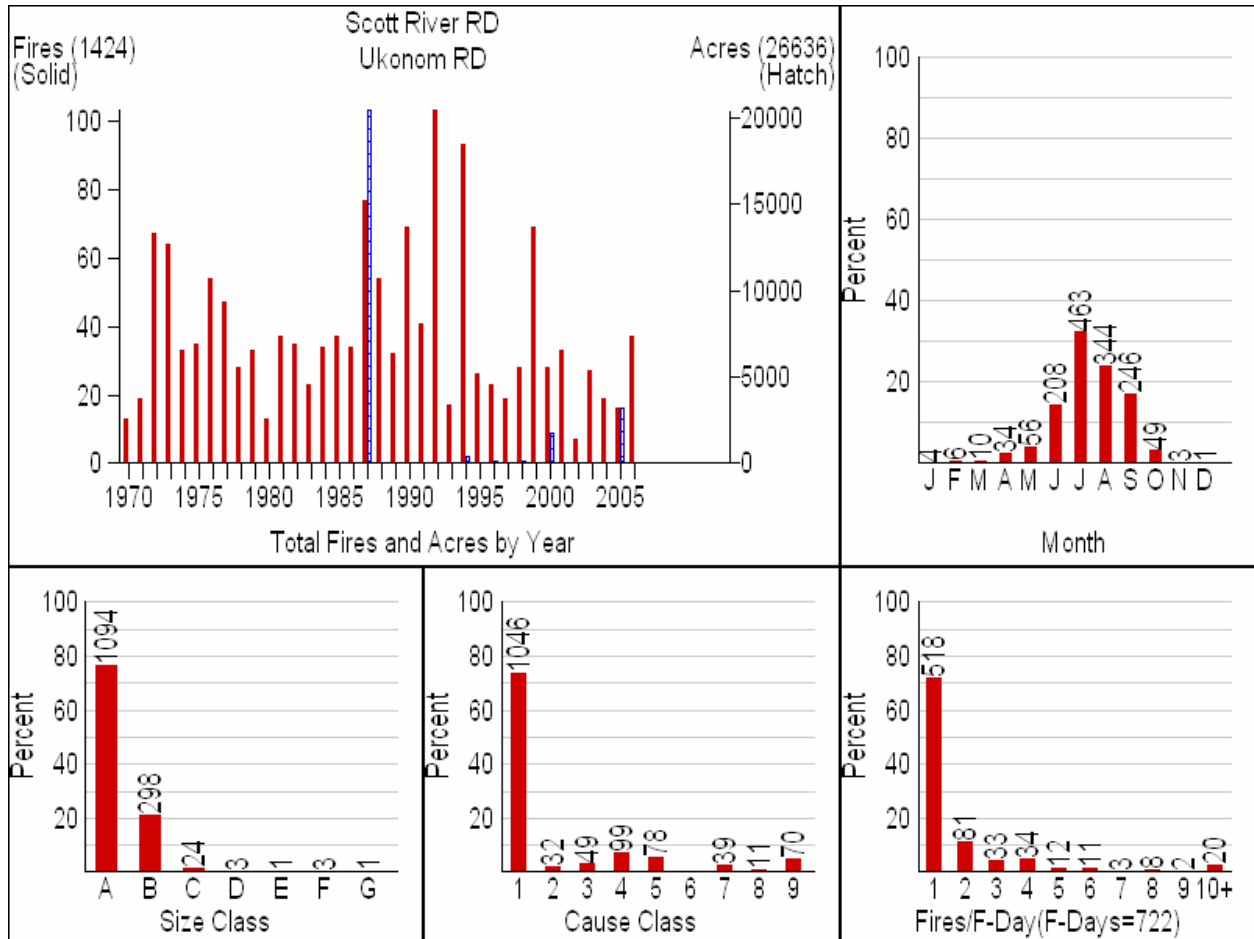 Scott River RD
Ukonom RD
Fires (1424)
(Solid)
Acres (26636)
(Hatch)
100
80
60
40
20
0
20000
15000
10000
5000
0
1970 1975 1980 1985 1990 1995 2000 2005
Total Fires and Acres by Year
Percent
100
80
60
40
20
4 6 10 34 56 208 463 344 246 49 3 1
J F M A M J J A S O N D
Month
Percent
100
80
60
40
20
1094 298 24 3 1 3 1
A B C D E F G
Size Class
Percent
100
80
60
40
20
1046 32 49 99 78 39 11 70
1 2 3 4 5 6 7 8 9
Cause Class
Percent
100
80
60
40
20
518 81 33 34 12 11 3 8 2 20
1 2 3 4 5 6 7 8 9 10+
Fires/F-Day(F-Days=722)